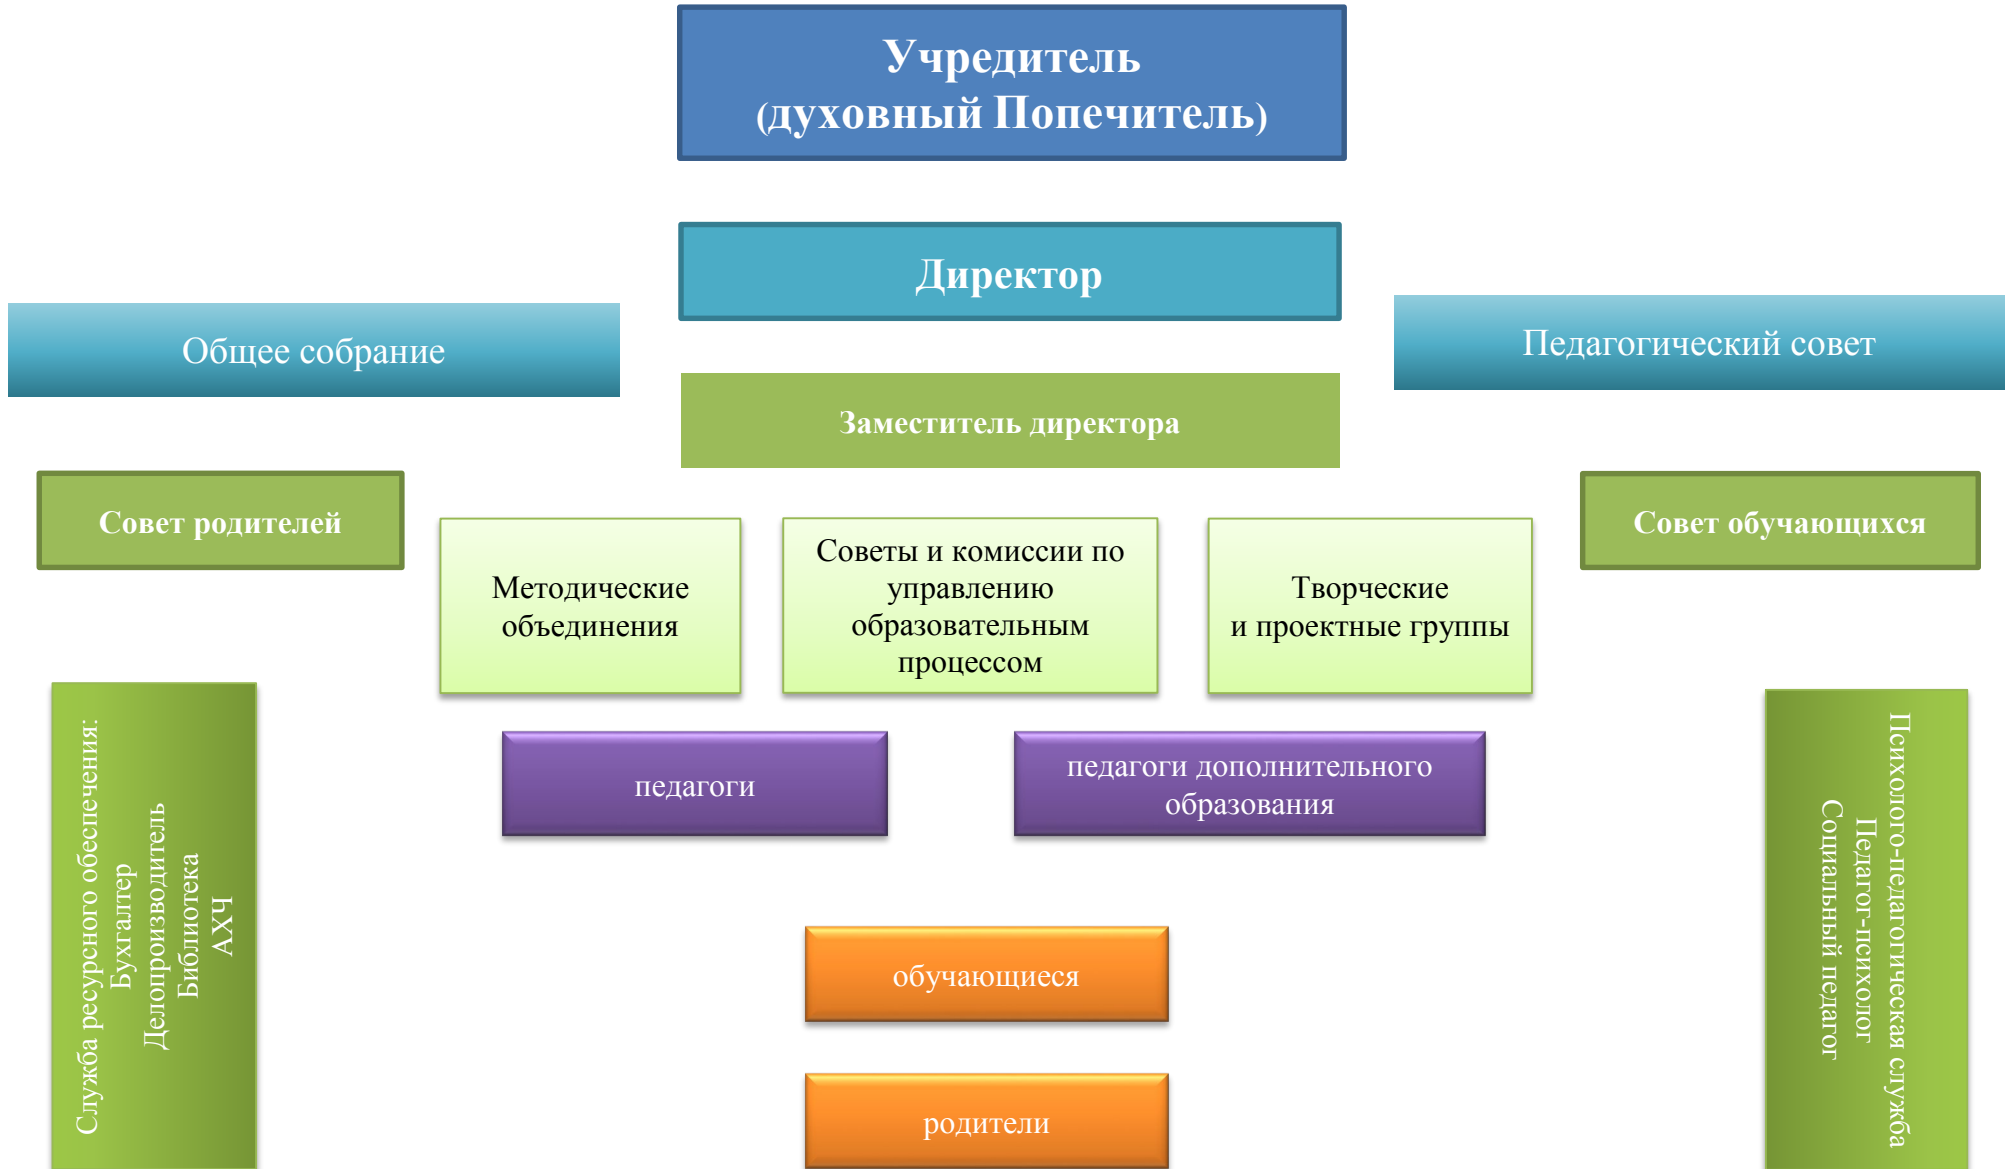 Учредитель
(духовный Попечитель)
Директор
Общее собрание
Педагогический совет
Заместитель директора
Совет родителей
Совет обучающихся
Методические
объединения
Советы и комиссии по
управлению
образовательным
процессом
Творческие
и проектные группы
педагоги
педагоги дополнительного
образования
Служба ресурсного обеспечения:
Бухгалтер
Делопроизводитель
Библиотека
АХЧ
Психолого-педагогическая служба
Педагог-психолог
Социальный педагог
обучающиеся
родители